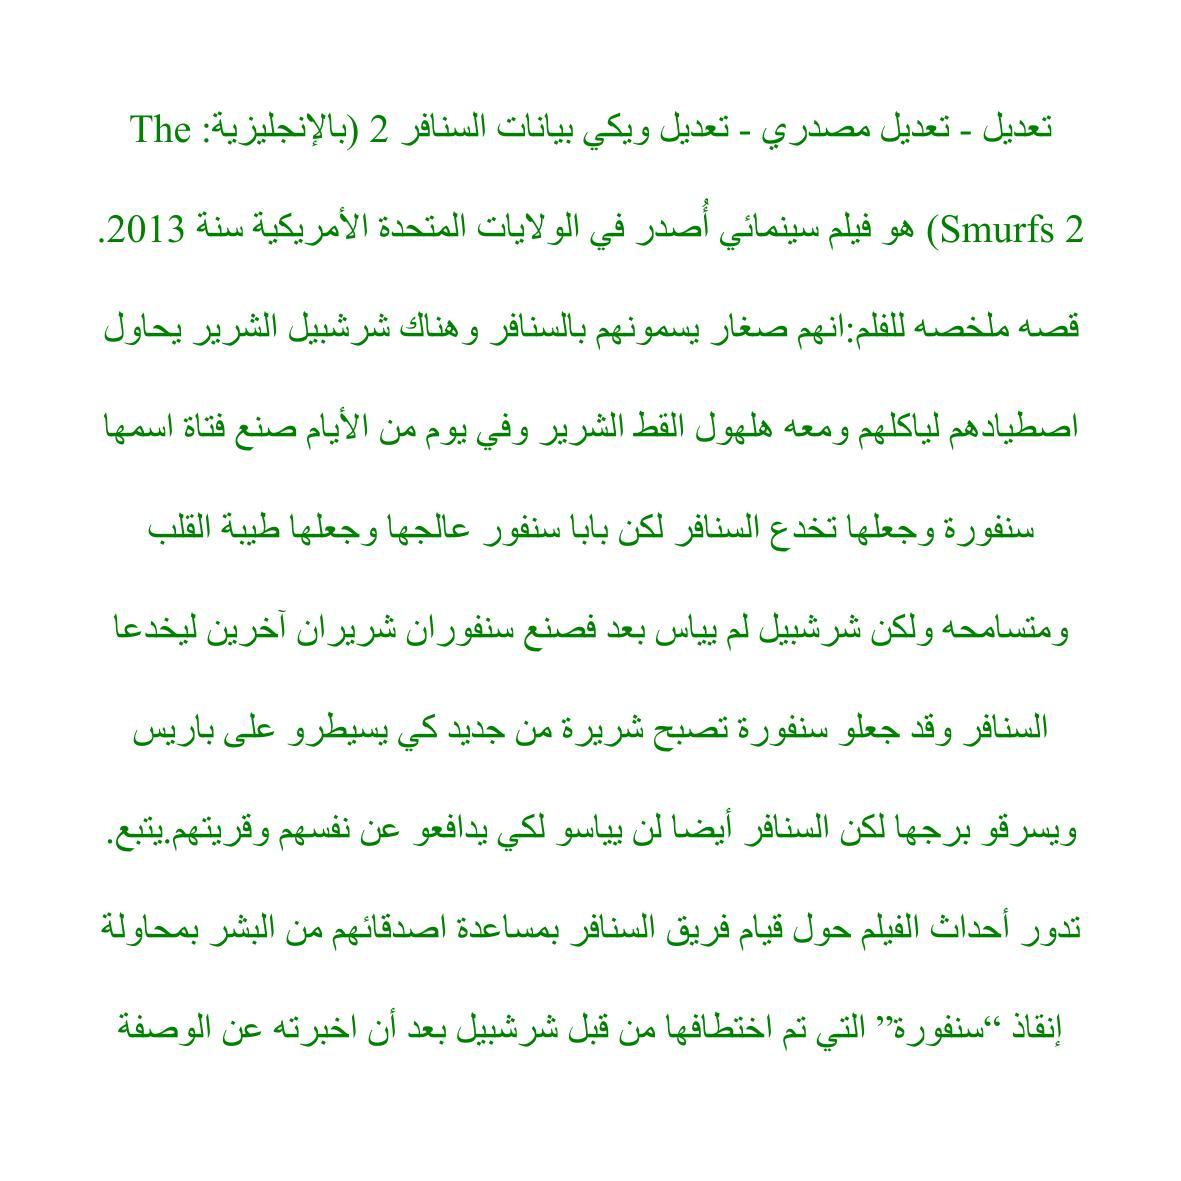 تعديل - تعديل مصدري - تعديل ويكي بيانات السنافر 2 (بالإنجليزية: The
Smurfs 2) هو فيلم سينمائي أُصدر في الولايات المتحدة الأمريكية سنة 2013.
قصه ملخصه للفلم:انهم صغار يسمونهم بالسنافر وهناك شرشبيل الشرير يحاول
اصطيادهم لياكلهم ومعه هلهول القط الشرير وفي يوم من الأيام صنع فتاة اسمها
سنفورة وجعلها تخدع السنافر لكن بابا سنفور عالجها وجعلها طيبة القلب
ومتسامحه ولكن شرشبيل لم يياس بعد فصنع سنفوران شريران آخرين ليخدعا
السنافر وقد جعلو سنفورة تصبح شريرة من جديد كي يسيطرو على باريس
ويسرقو برجها لكن السنافر أيضا لن يياسو لكي يدافعو عن نفسهم وقريتهم.يتبع.
تدور أحداث الفيلم حول قيام فريق السنافر بمساعدة اصدقائهم من البشر بمحاولة
إنقاذ “سنفورة” التي تم اختطافها من قبل شرشبيل بعد أن اخبرته عن الوصفة